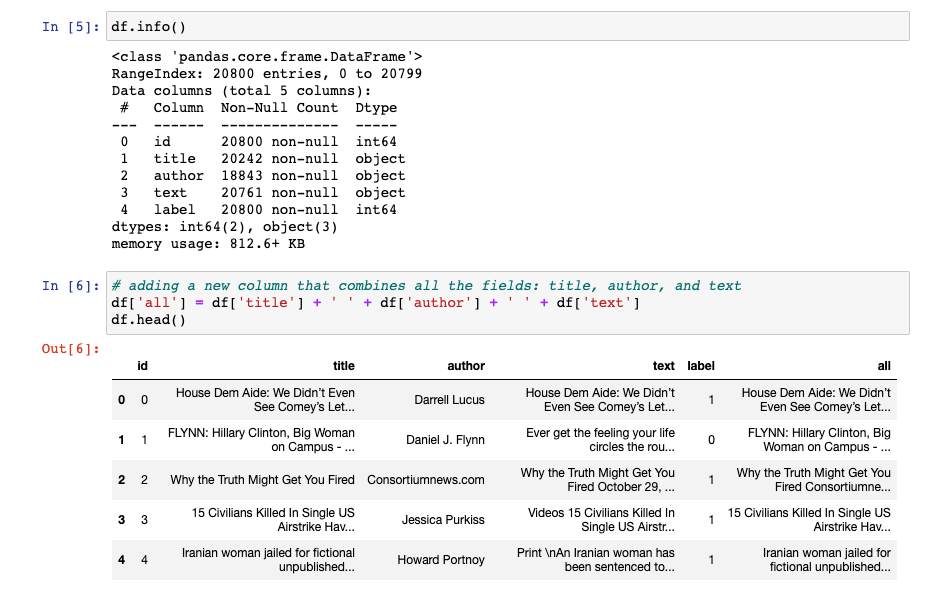 In [5]: df.info()
<class 'pandas.core.frame.DataFrame'>
RangeIndex: 20800 entries, 0 to 20799
Data columns (total 5 columns):
 #   Column  Non-Null Count  Dtype
---  ------  --------------  -----
 0   id      20800 non-null  int64
 1   title   20242 non-null  object
 2   author  18843 non-null  object
 3   text    20761 non-null  object
 4   label   20800 non-null  int64
dtypes: int64(2), object(3)
memory usage: 812.6+ KB
In [6]: # adding a new column that combines all the fields: title, author, and text
df['all'] = df['title'] + ' ' + df['author'] + ' ' + df['text']
df.head()
Out[6]:
id title author text label all
0 0 House Dem Aide: We Didn't Even See Comey's Let... Darrell Lucus House Dem Aide: We Didn't Even See Comey's Let... 1 House Dem Aide: We Didn't Even See Comey's Let...
1 1 FLYNN: Hillary Clinton, Big Woman on Campus - ... Daniel J. Flynn Ever get the feeling your life circles the rou... 0 FLYNN: Hillary Clinton, Big Woman on Campus - ...
2 2 Why the Truth Might Get You Fired Consortiumnews.com Why the Truth Might Get You Fired October 29, ... 1 Why the Truth Might Get You Fired Consortiumne...
3 3 15 Civilians Killed In Single US Airstrike Hav... Jessica Purkiss Videos 15 Civilians Killed In Single US Airstr... 1 15 Civilians Killed In Single US Airstrike Hav...
4 4 Iranian woman jailed for fictional unpublished... Howard Portnoy Print \nAn Iranian woman has been sentenced to... 1 Iranian woman jailed for fictional unpublished...